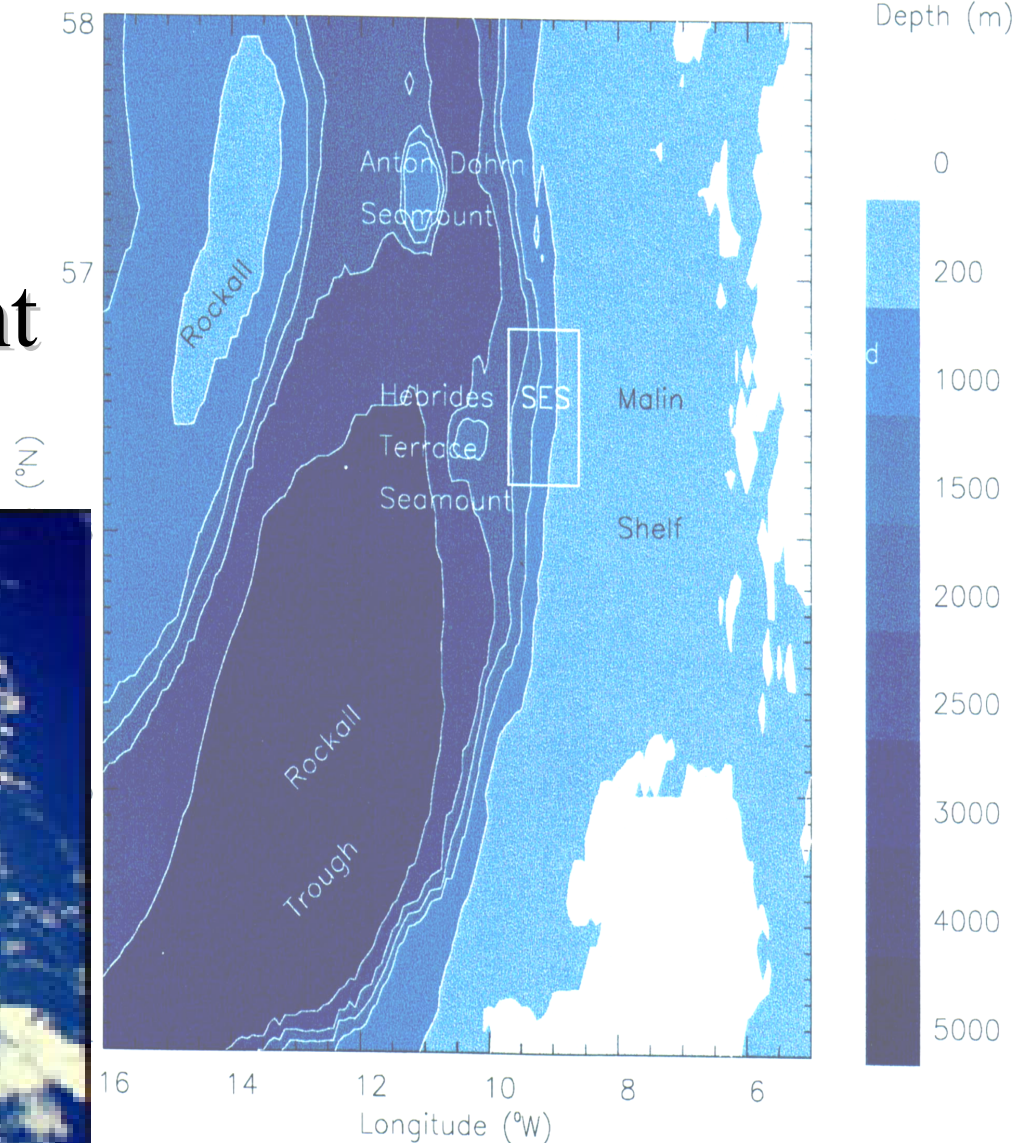 Depth (m)
58
0
Anton Dohrn
Seamount
57
200
Rockall
nt
d
1000
Hebrides
SES
Malin
Terrace
(°N)
1500
Seamount
Shelf
2000
2500
Rockall
3000
Trough
4000
5000
16
14
12
10
8
6
Longitude (°W)